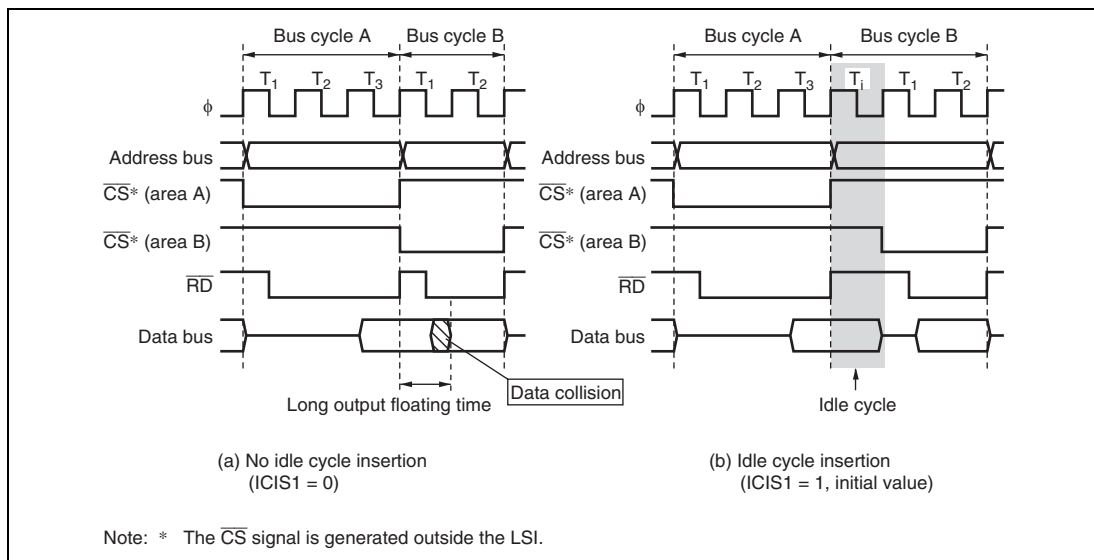 Bus cycle A Bus cycle B
T1 T2 T3 T1 T2
φ
Address bus
CS* (area A)
CS* (area B)
RD
Data bus
Long output floating time
Data collision
(a) No idle cycle insertion
(ICIS1 = 0)
Bus cycle A Bus cycle B
T1 T2 T3 Ti T1 T2
φ
Address bus
CS* (area A)
CS* (area B)
RD
Data bus
Idle cycle
(b) Idle cycle insertion
(ICIS1 = 1, initial value)
Note: * The CS signal is generated outside the LSI.